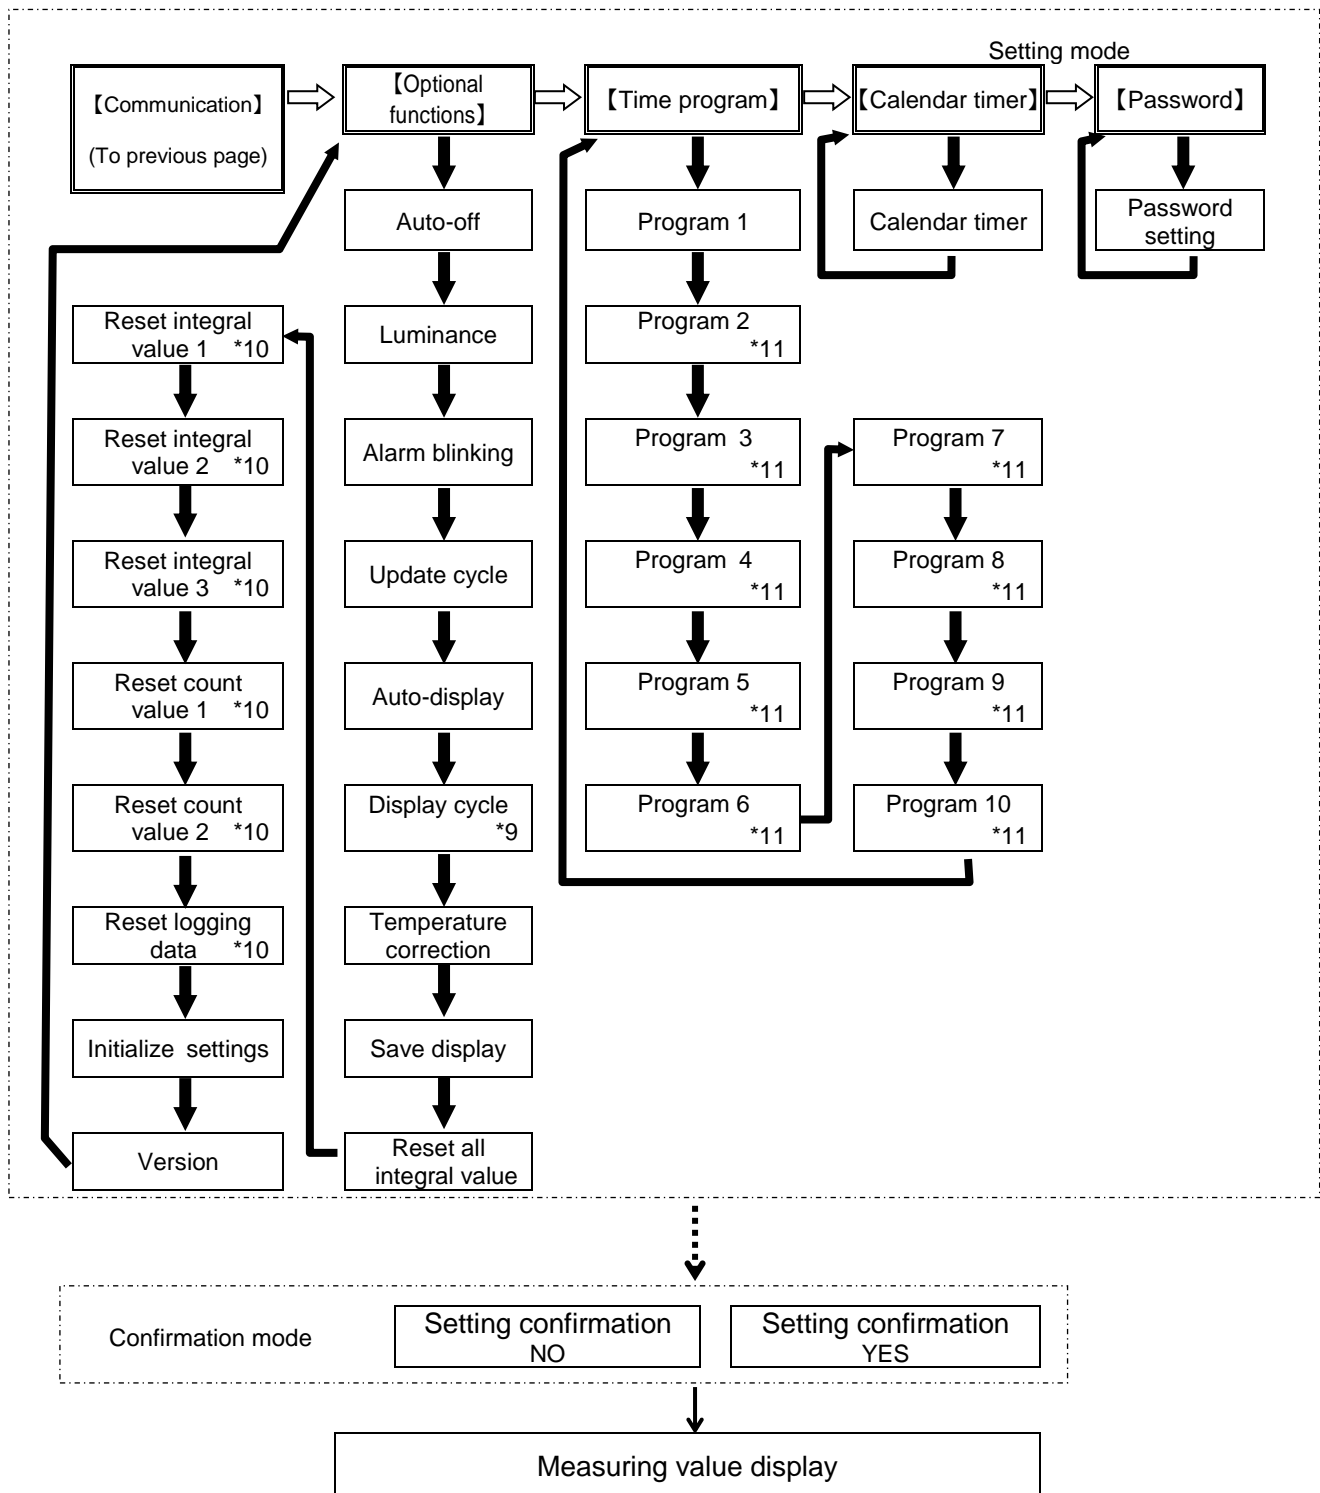 Setting mode
【Communication】
(To previous page)
【Optional
functions】
【Time program】
【Calendar timer】
【Password】
Auto-off
Program 1
Calendar timer
Password
setting
Reset integral
value 1 *10
Luminance
Program 2
*11
Reset integral
value 2 *10
Alarm blinking
Program 3
*11
Program 7
*11
Reset integral
value 3 *10
Update cycle
Program 4
*11
Program 8
*11
Reset count
value 1 *10
Auto-display
Program 5
*11
Program 9
*11
Reset count
value 2 *10
Display cycle
*9
Program 6
*11
Program 10
*11
Reset logging
data *10
Temperature
correction
Initialize settings
Save display
Version
Reset all
integral value
Confirmation mode
Setting confirmation
NO
Setting confirmation
YES
Measuring value display